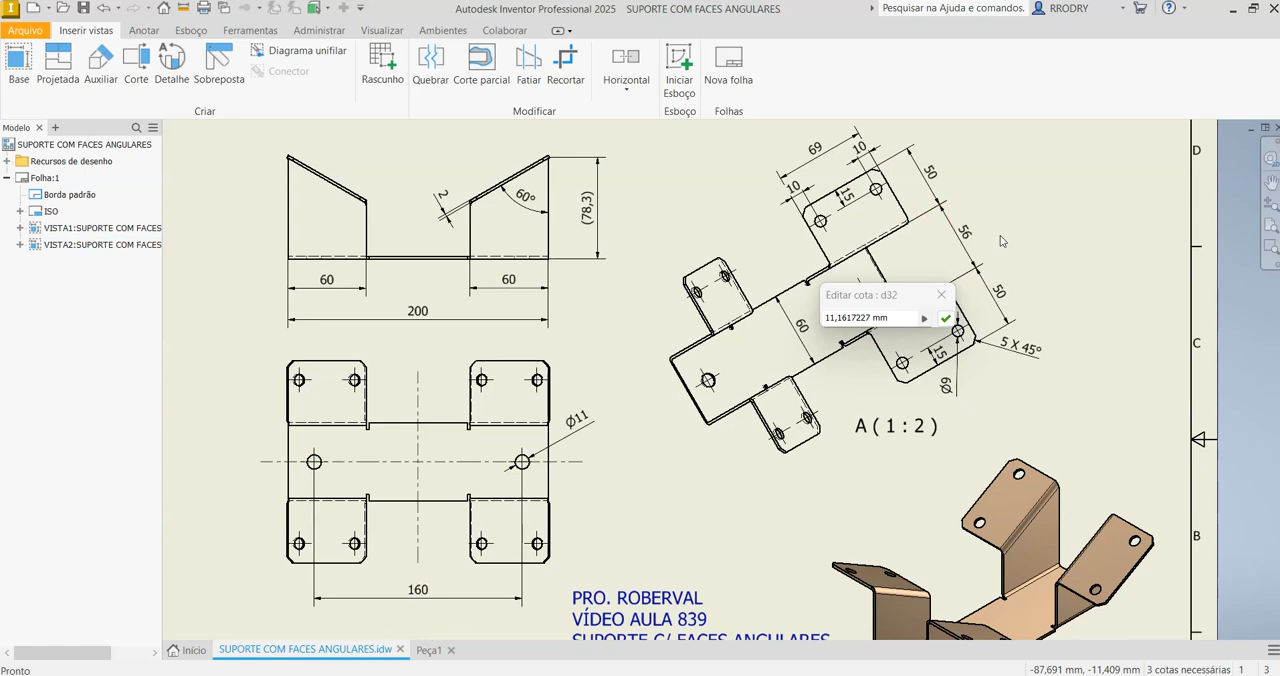 Autodesk Inventor Professional 2025 SUPORTE COM FACES ANGULARES
Pesquisar na Ajuda e comandos. RRODRY
Arquivo Inserir vistas Anotar Esboço Ferramentas Administrar Visualizar Ambientes Colaborar
Base Projetada Auxiliar Corte Detalhe Sobreposta
Diagrama unifilar
Conector
Rascunho
Quebrar Corte parcial Fatiar Recortar
Horizontal
Iniciar Esboço
Nova folha
Criar Modificar Esboço Folhas
Modelo
SUPORTE COM FACES ANGULARES
Recursos de desenho
Folha:1
Borda padrão
ISO
VISTA1:SUPORTE COM FACES
VISTA2:SUPORTE COM FACES
2
60°
(78,3)
60
60
200
Ø11
160
69
10
10
15
50
56
50
60
15
6Ø
5 X 45°
A ( 1 : 2 )
Editar cota : d32
11,1617227 mm
D
C
B
PRO. ROBERVAL
VÍDEO AULA 839
SUPORTE C/ FACES ANGULARES
Início SUPORTE COM FACES ANGULARES.idw Peça1
Pronto
-87,691 mm, -11,409 mm 3 cotas necessárias 1 3